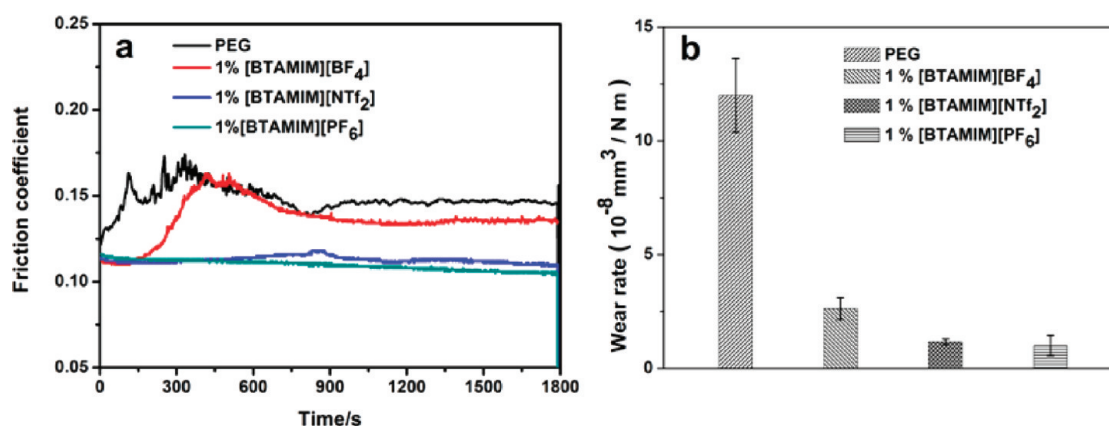 a
PEG
1% [BTAMIM][BF4]
1% [BTAMIM][NTf2]
1%[BTAMIM][PF6]
0.25
0.20
0.15
0.10
0.05
Friction coefficient
0 300 600 900 1200 1500 1800
Time/s
b
PEG
1 % [BTAMIM][BF4]
1 % [BTAMIM][NTf2]
1 % [BTAMIM][PF6]
15
10
5
0
Wear rate ( 10-8 mm3 / N m )